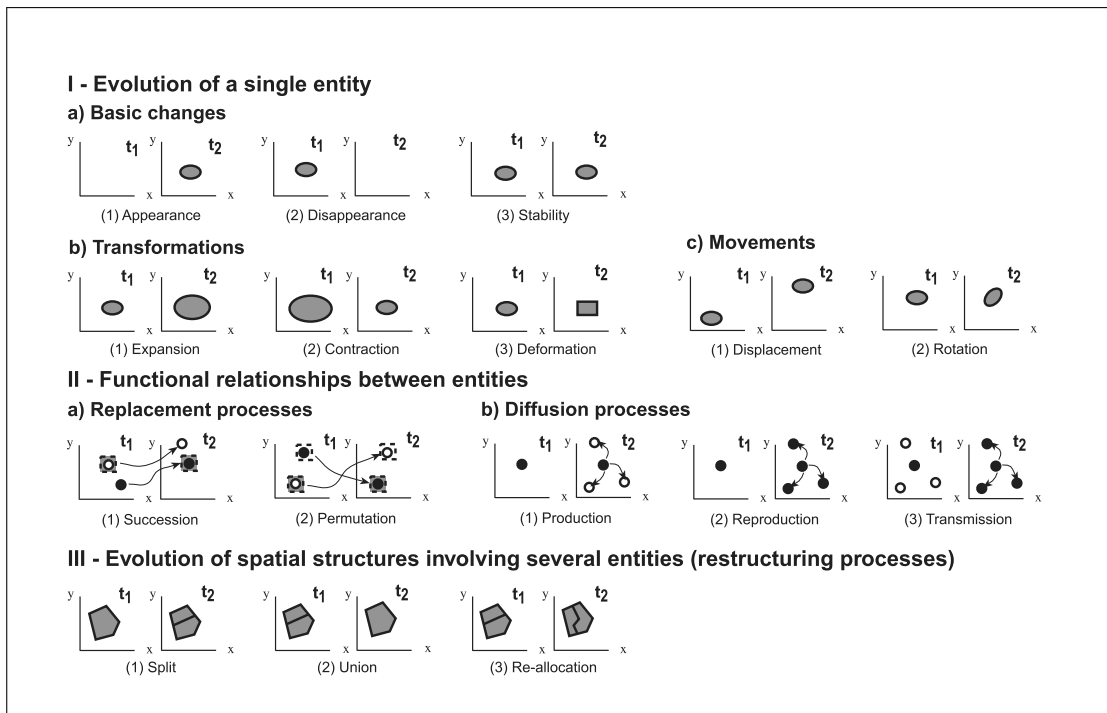 I - Evolution of a single entity
a) Basic changes
y t1 y t2 y t1 y t2 y t1 y t2
x x x x x x
(1) Appearance (2) Disappearance (3) Stability
b) Transformations c) Movements
y t1 y t2 y t1 y t2 y t1 y t2 y t1 y t2 y t1 y t2
x x x x x x x x x x
(1) Expansion (2) Contraction (3) Deformation (1) Displacement (2) Rotation
II - Functional relationships between entities
a) Replacement processes b) Diffusion processes
y t1 y t2 y t1 y t2 y t1 y t2 y t1 y t2 y t1 y t2
x x x x x x x x x x
(1) Succession (2) Permutation (1) Production (2) Reproduction (3) Transmission
III - Evolution of spatial structures involving several entities (restructuring processes)
y t1 y t2 y t1 y t2 y t1 y t2
x x x x x x
(1) Split (2) Union (3) Re-allocation